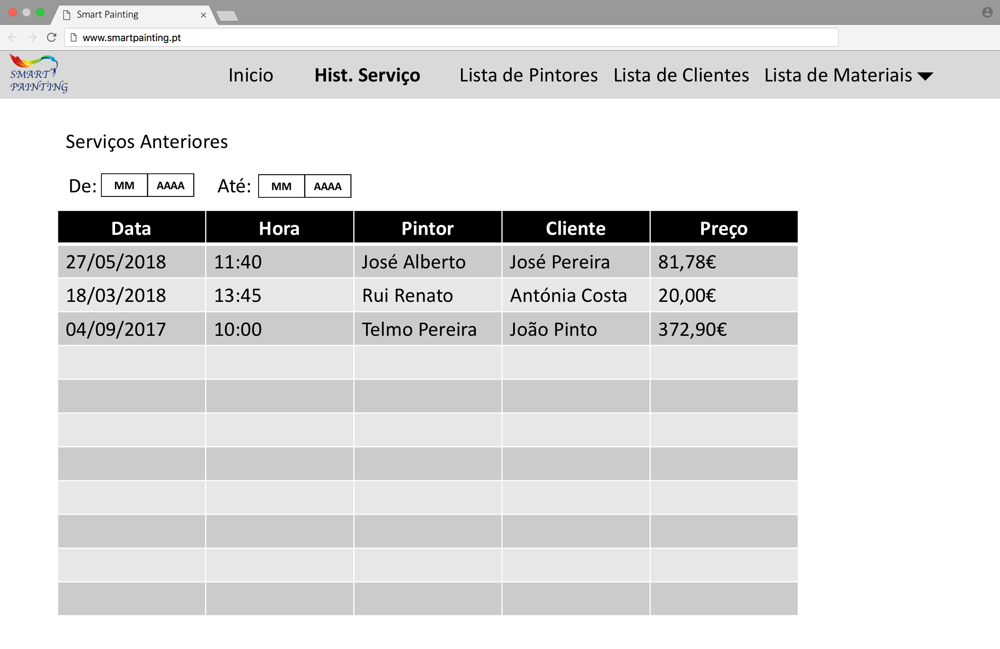 Smart Painting
www.smartpainting.pt
SMART
PAINTING
Inicio Hist. Serviço Lista de Pintores Lista de Clientes Lista de Materiais
Serviços Anteriores
De: MM AAAA Até: MM AAAA
Data Hora Pintor Cliente Preço
27/05/2018 11:40 José Alberto José Pereira 81,78€
18/03/2018 13:45 Rui Renato Antónia Costa 20,00€
04/09/2017 10:00 Telmo Pereira João Pinto 372,90€